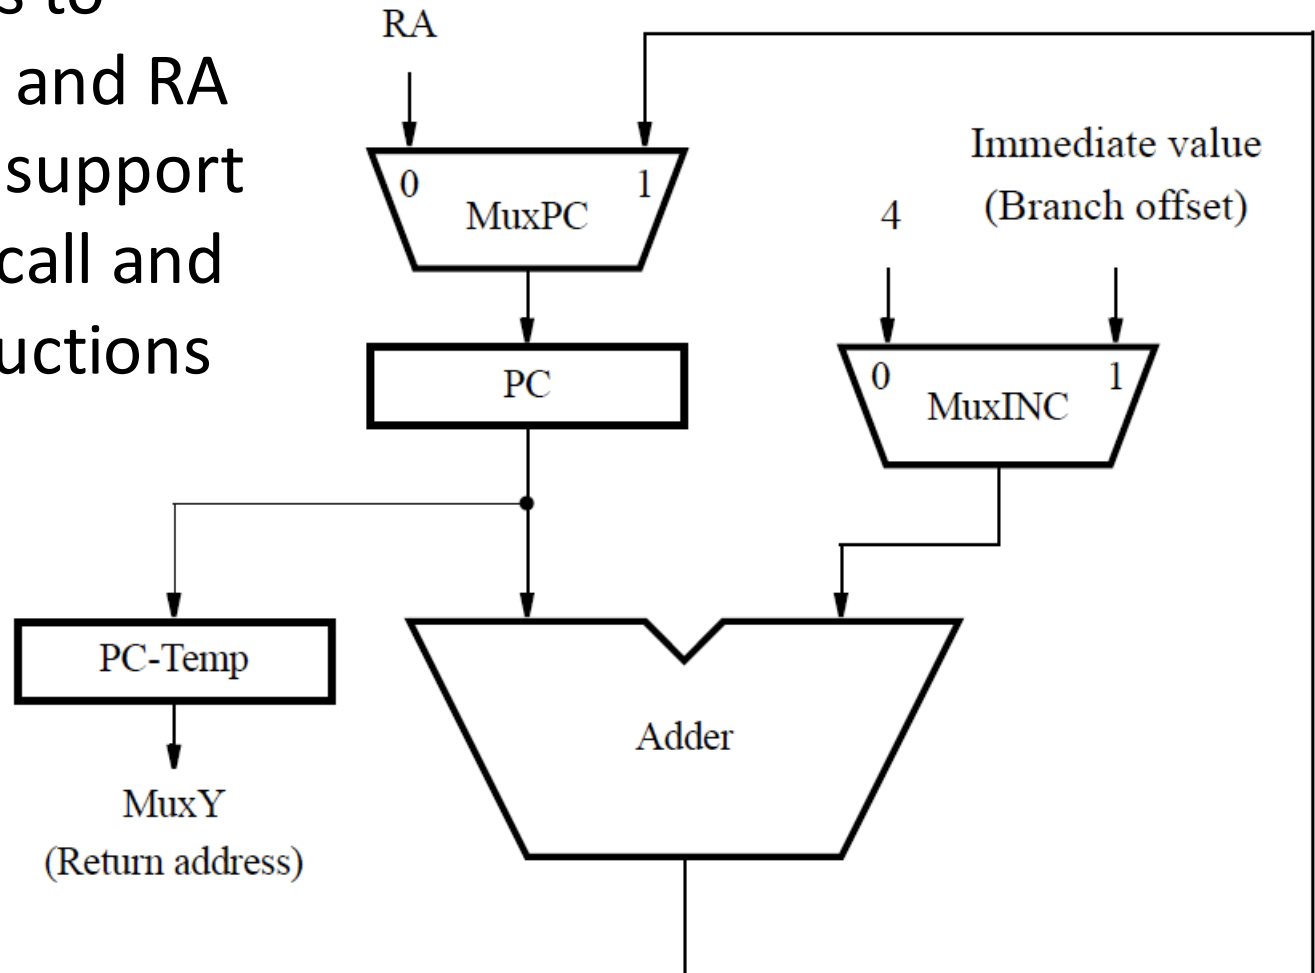 s to
and RA
support
call and
uctions
RA
0
1
MuxPC
PC
Immediate value
(Branch offset)
4
0
1
MuxINC
PC-Temp
Adder
MuxY
(Return address)